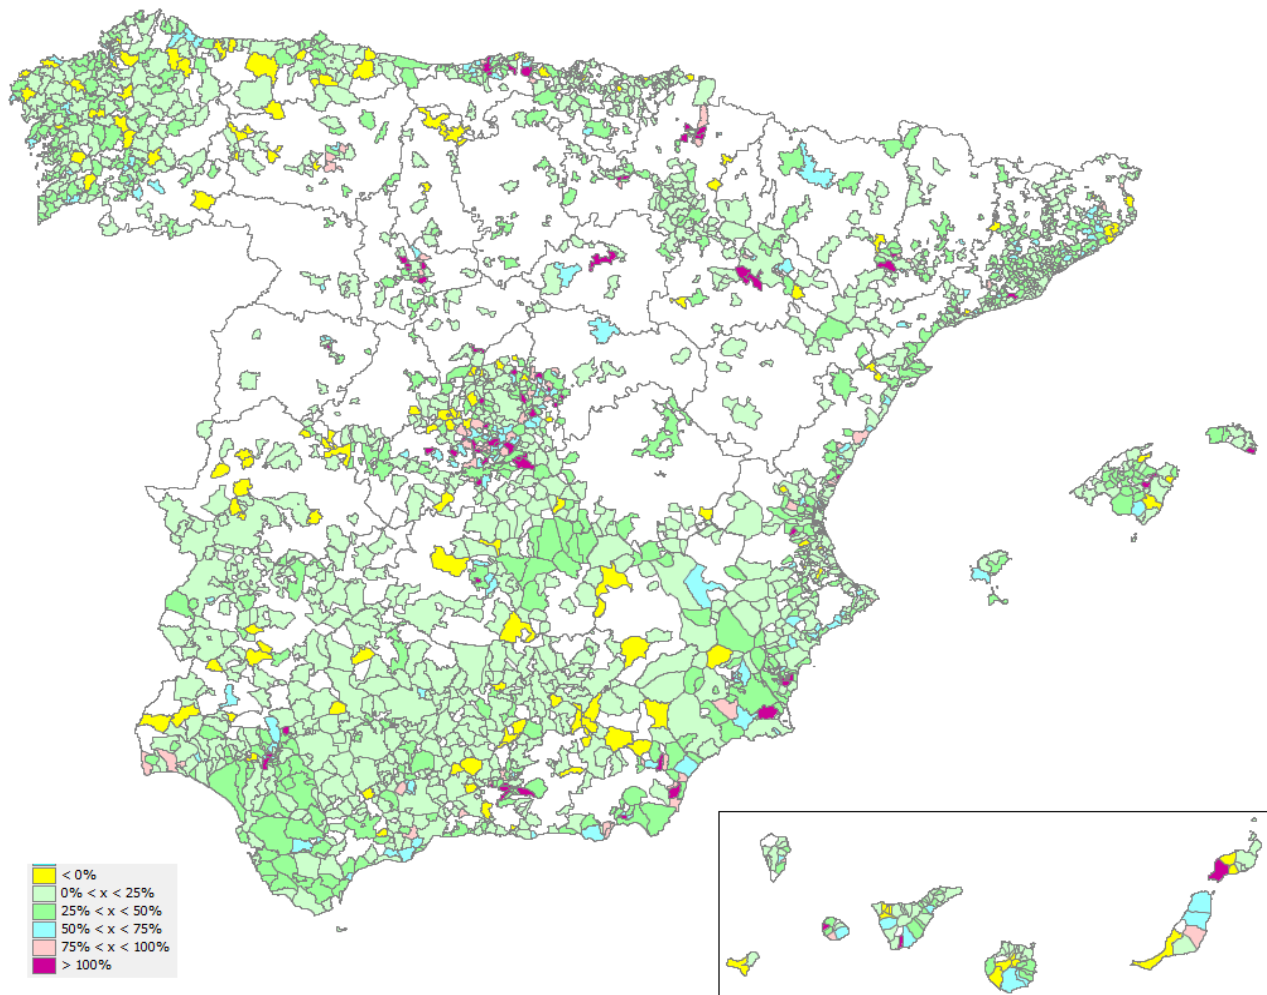 < 0%
0% < x < 25%
25% < x < 50%
50% < x < 75%
75% < x < 100%
> 100%